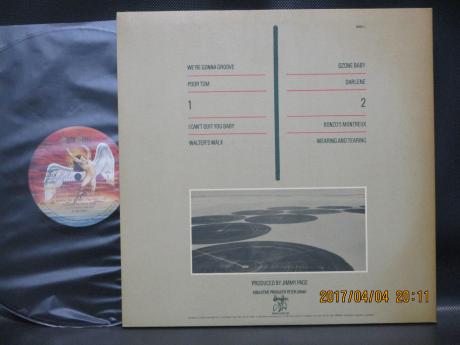 WE'RE GONNA GROOVE
POOR TOM
1
I CAN'T QUIT YOU BABY
WALTER'S WALK
OZONE BABY
DARLENE
2
BONZO'S MONTREUX
WEARING AND TEARING
PRODUCED BY JIMMY PAGE
EXECUTIVE PRODUCER PETER GRANT
2017/04/04 20:11